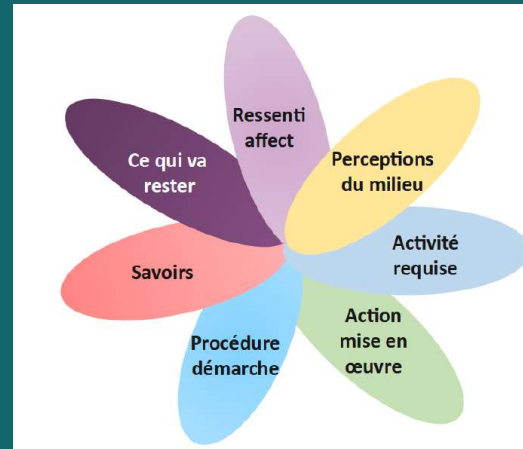 Ressenti
affect
Perceptions
du milieu
Activité
requise
Action
mise en
œuvre
Procédure
démarche
Savoirs
Ce qui va
rester